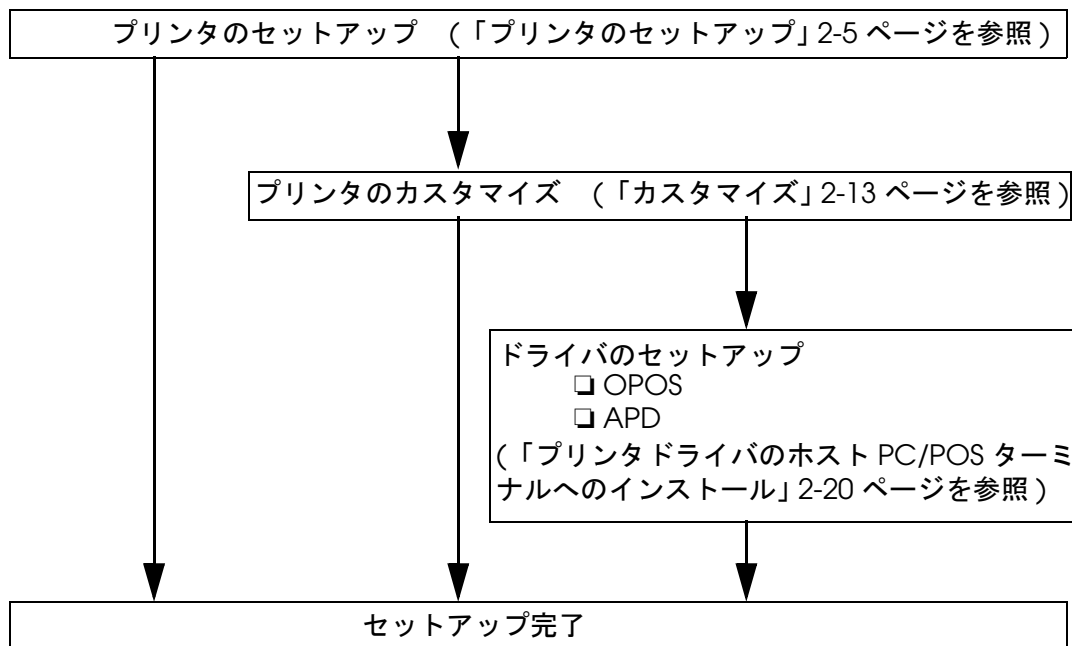 プリンタのセットアップ (「プリンタのセットアップ」2-5 ページを参照 )
プリンタのカスタマイズ (「カスタマイズ」2-13 ページを参照 )
ドライバのセットアップ
❏ OPOS
❏ APD
(「プリンタドライバのホスト PC/POS ターミ
ナルへのインストール」2-20 ページを参照 )
セットアップ完了